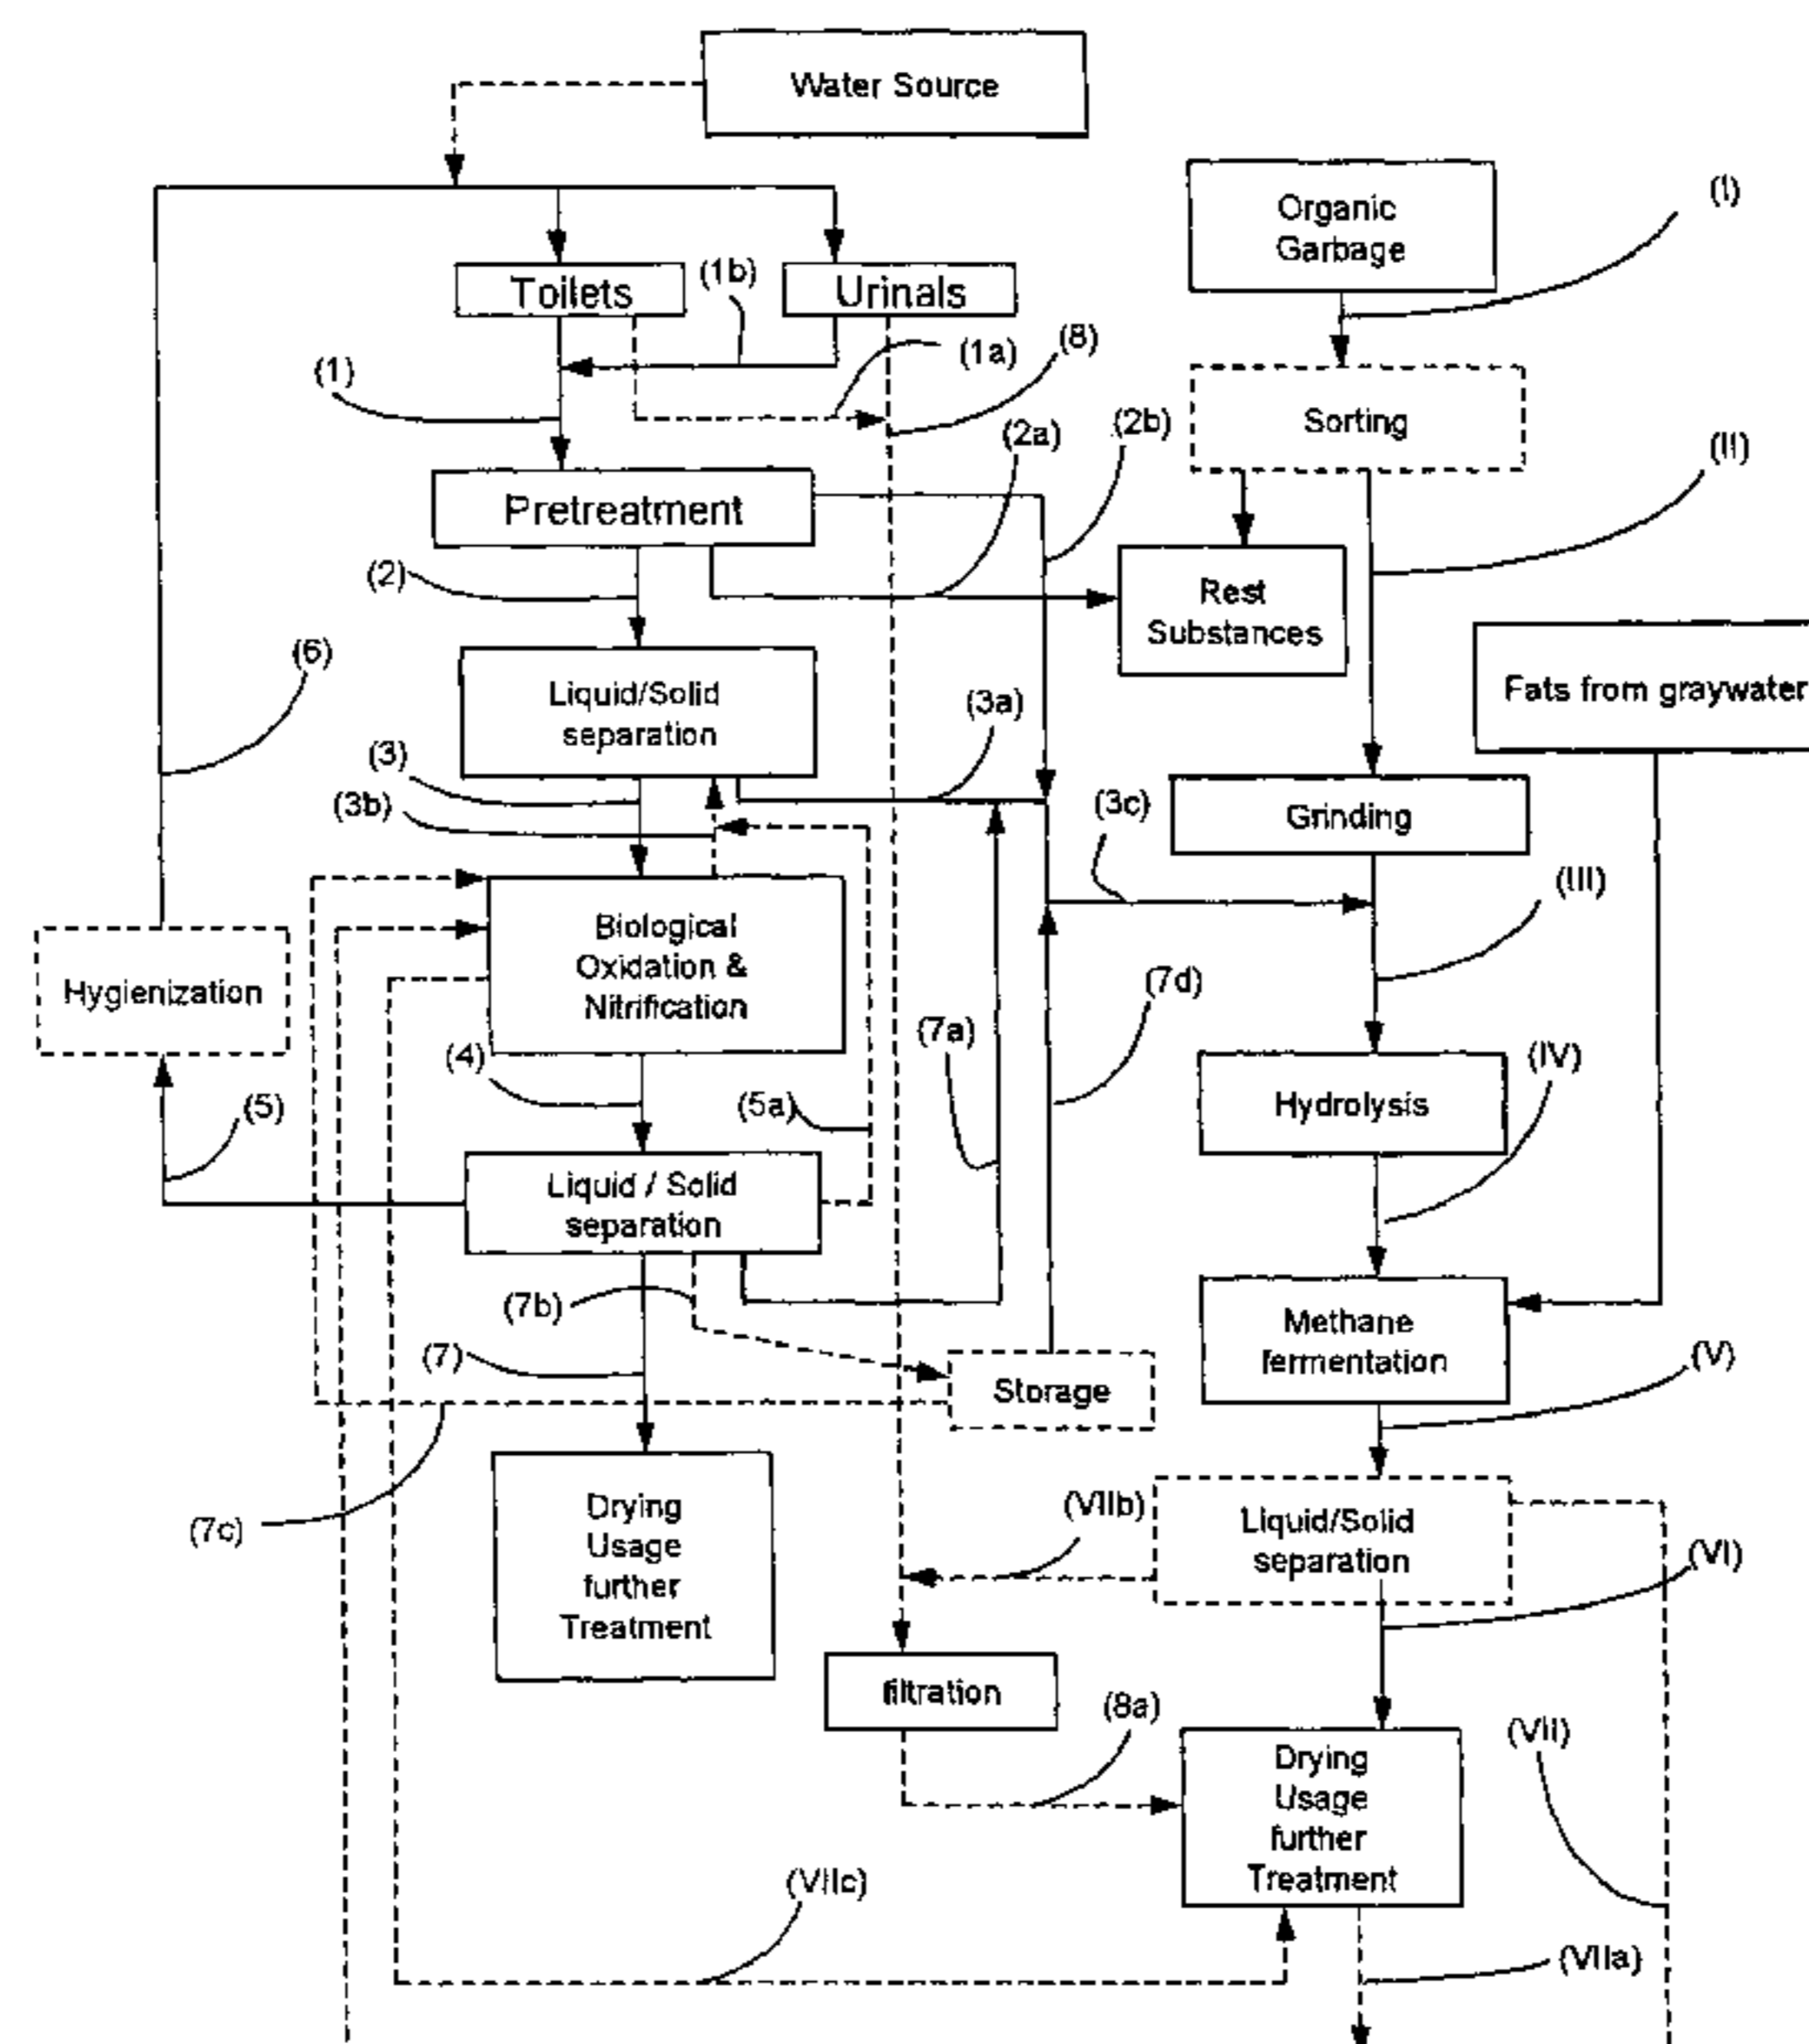 Water Source
Organic
Garbage
(I)
Toilets
(1b)
Urinals
(1a)
(8)
(1)
(2a)
(2b)
Sorting
(II)
Pretreatment
(2)
Rest
Substances
(6)
Liquid/Solid
separation
(3a)
Fats from graywater
(3)
(3b)
(3c)
Grinding
(III)
Biological
Oxidation &
Nitrification
Hygienization
(7d)
(7a)
(4)
(IV)
(5)
(5a)
Hydrolysis
Liquid / Solid
separation
(7b)
Methane
fermentation
(7)
(V)
Storage
(7c)
Drying
Usage
further
Treatment
(VIIb)
Liquid/Solid
separation
(VI)
filtration
(8a)
(VII)
Drying
Usage
further
Treatment
(VIIc)
(VIIa)